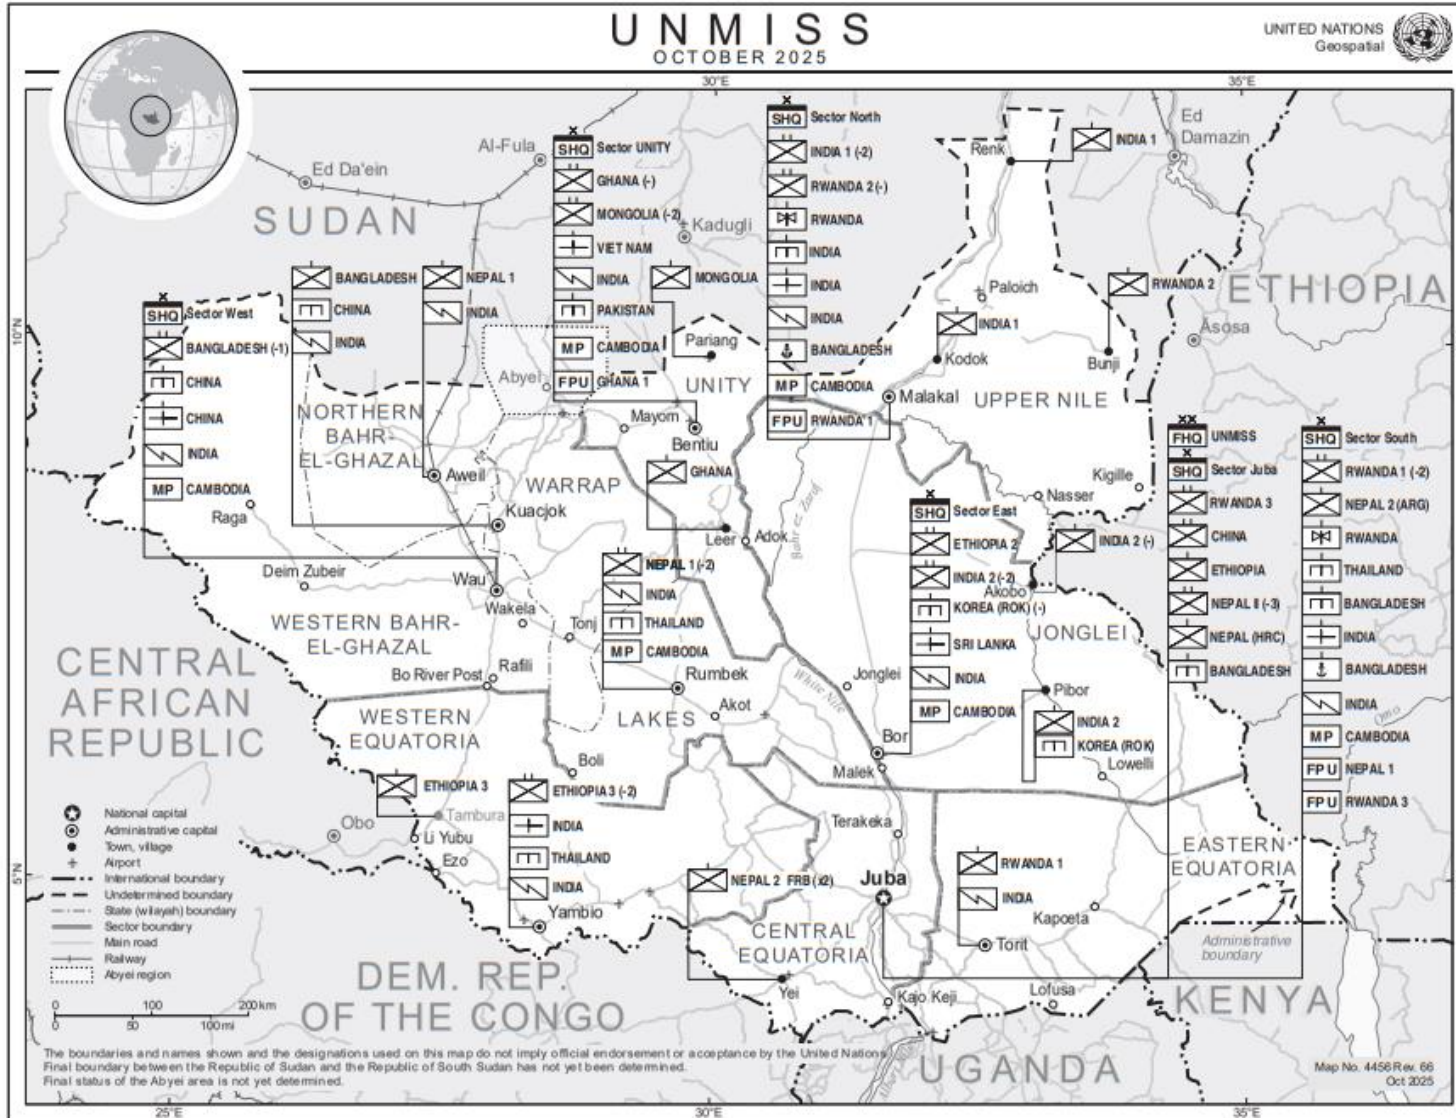 UNMISS
OCTOBER 2025
UNITED NATIONS
Geospatial
30°E
35°E
SHQ Sector UNITY
GHANA (-)
MONGOLIA (-2)
VIET NAM
INDIA
PAKISTAN
MP CAMBODIA
FPU GHANA 1
SHQ Sector North
INDIA 1 (-2)
RWANDA 2 (-)
RWANDA
INDIA
INDIA
INDIA
BANGLADESH
MP CAMBODIA
FPU RWANDA 1
INDIA 1
Renk
Ed
Damazin
Al-Fula
Ed Da'ein
SUDAN
Kadugli
MONGOLIA
BANGLADESH
CHINA
INDIA
NEPAL 1
INDIA
SHQ Sector West
BANGLADESH (-1)
CHINA
CHINA
INDIA
MP CAMBODIA
RWANDA 2
ETHIOPIA
Paloich
INDIA 1
Asosa
10°N
10°N
Pariang
Kodok
Bunji
Abyei
UNITY
Malakal
UPPER NILE
NORTHERN
BAHR-
EL-GHAZAL
Mayom
Bentiu
GHANA
Aweil
WARRAP
Kigille
Nasser
Raga
Kuacjok
Leer
Adok
Bahr ez Zaraf
SHQ Sector East
ETHIOPIA 2
INDIA 2 (-2)
KOREA (ROK) (-)
SRI LANKA
INDIA
MP CAMBODIA
INDIA 2 (-)
Akobo
JONGLEI
FHQ UNMISS
SHQ Sector Juba
RWANDA 3
CHINA
ETHIOPIA
NEPAL II (-3)
NEPAL (HRC)
BANGLADESH
SHQ Sector South
RWANDA 1 (-2)
NEPAL 2 (ARG)
RWANDA
THAILAND
BANGLADESH
INDIA
BANGLADESH
INDIA
MP CAMBODIA
FPU NEPAL 1
FPU RWANDA 3
Deim Zubeir
Wau
Wakela
NEPAL 1 (-2)
INDIA
THAILAND
MP CAMBODIA
Tonj
WESTERN BAHR-
EL-GHAZAL
CENTRAL
AFRICAN
REPUBLIC
Bo River Post
Rafili
Rumbek
White Nile
Jonglei
Pibor
INDIA 2
KOREA (ROK)
Omo
WESTERN
EQUATORIA
LAKES
Akot
Bor
Malek
Lowelli
Boli
ETHIOPIA 3
Tambura
ETHIOPIA 3 (-2)
INDIA
THAILAND
INDIA
Obo
Li Yubu
Ezo
Yambio
Terakeka
EASTERN
EQUATORIA
NEPAL 2 FRB (x2)
Juba
RWANDA 1
INDIA
Kapoeta
Torit
CENTRAL
EQUATORIA
Administrative
boundary
Yei
Kajo Keji
Lofusa
KENYA
DEM. REP.
OF THE CONGO
UGANDA
National capital
Administrative capital
Town, village
Airport
International boundary
Undetermined boundary
State (wilayah) boundary
Sector boundary
Main road
Railway
Abyei region
5°N
5°N
0 100 200 km
0 50 100 mi
The boundaries and names shown and the designations used on this map do not imply official endorsement or acceptance by the United Nations.
Final boundary between the Republic of Sudan and the Republic of South Sudan has not yet been determined.
Final status of the Abyei area is not yet determined.
Map No. 4456 Rev. 66
Oct 2025
25°E
30°E
35°E